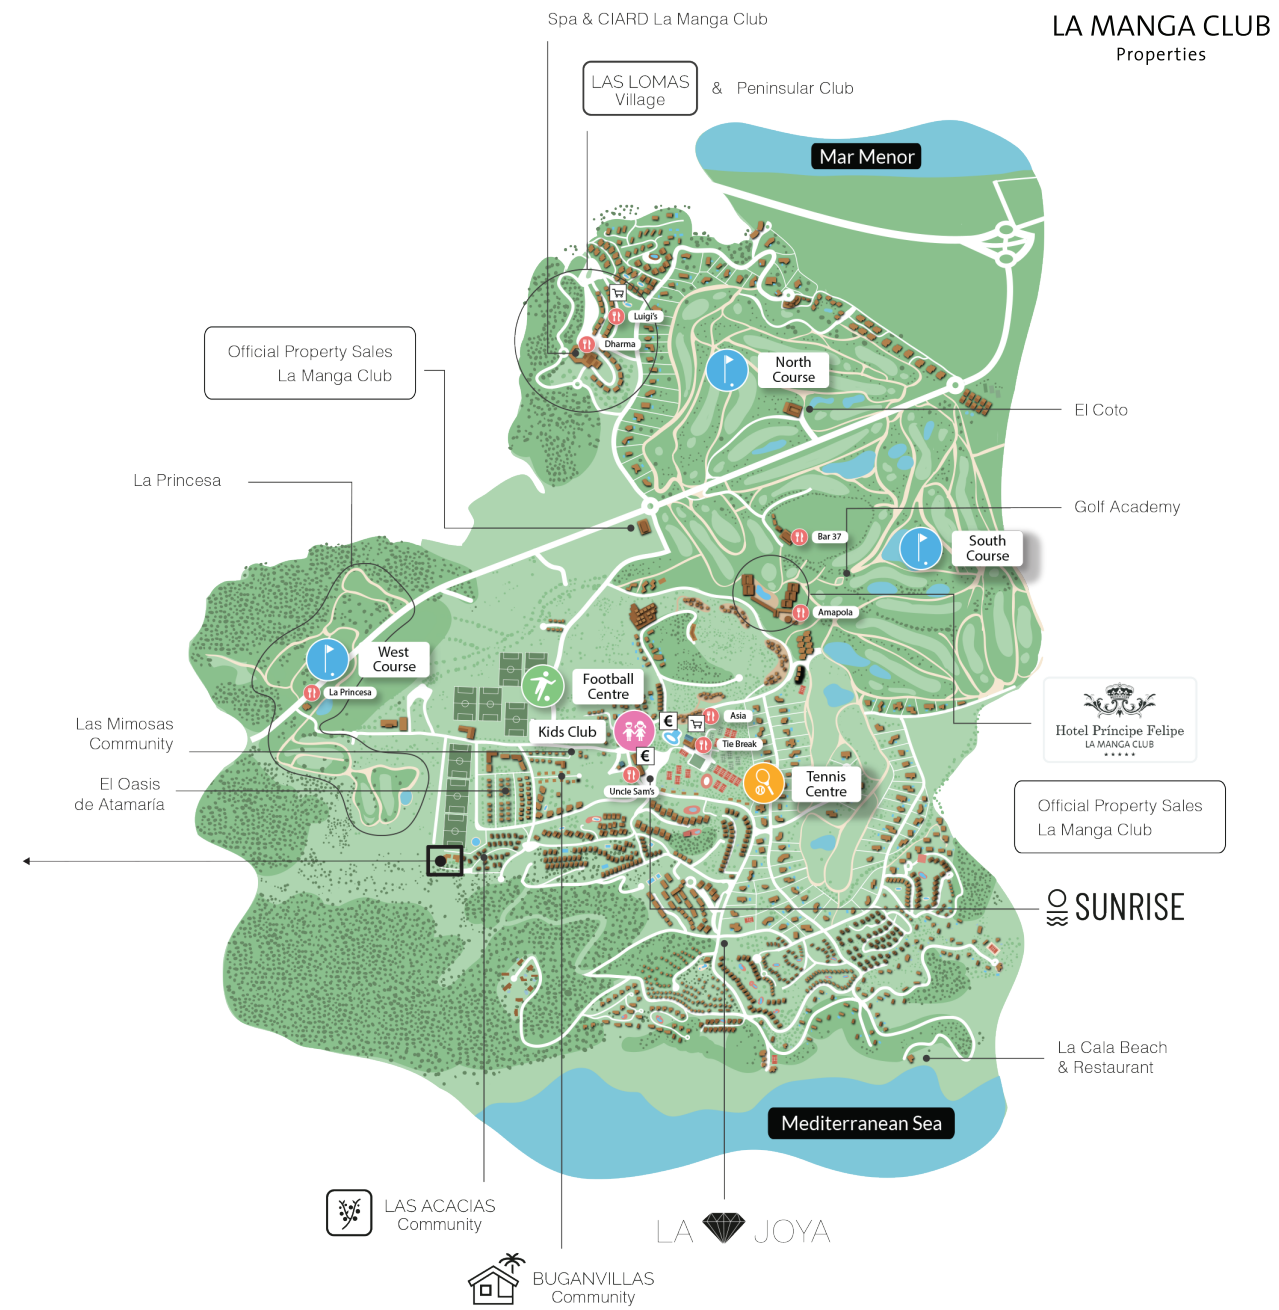 Spa & CIARD La Manga Club
LA MANGA CLUB
Properties
LAS LOMAS
Village
& Peninsular Club
Mar Menor
Luigi's
Dharma
Official Property Sales
La Manga Club
North
Course
El Coto
La Princesa
Golf Academy
Bar 37
South
Course
Amapola
West
Course
La Princesa
Football
Centre
Hotel Príncipe Felipe
LA MANGA CLUB
Las Mimosas
Community
Kids Club
€
Asia
Tie Break
€
El Oasis
de Atamaría
Uncle Sam's
Tennis
Centre
Official Property Sales
La Manga Club
SUNRISE
La Cala Beach
& Restaurant
Mediterranean Sea
LAS ACACIAS
Community
LA JOYA
BUGANVILLAS
Community